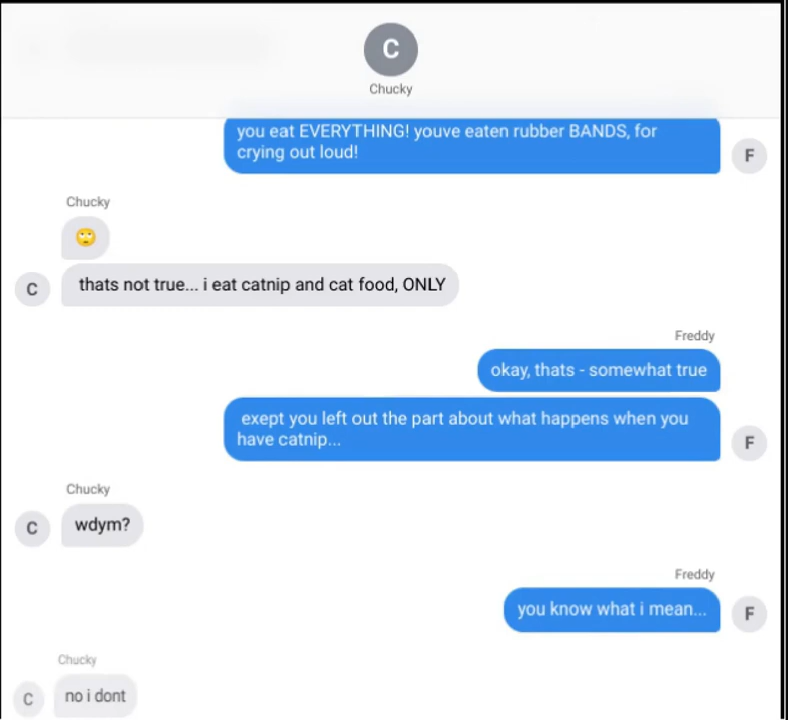 C
Chucky
you eat EVERYTHING! youve eaten rubber BANDS, for
crying out loud!
F
Chucky
🙄
C
thats not true... i eat catnip and cat food, ONLY
Freddy
okay, thats - somewhat true
exept you left out the part about what happens when you
have catnip...
F
Chucky
C
wdym?
Freddy
you know what i mean...
F
Chucky
C
no i dont